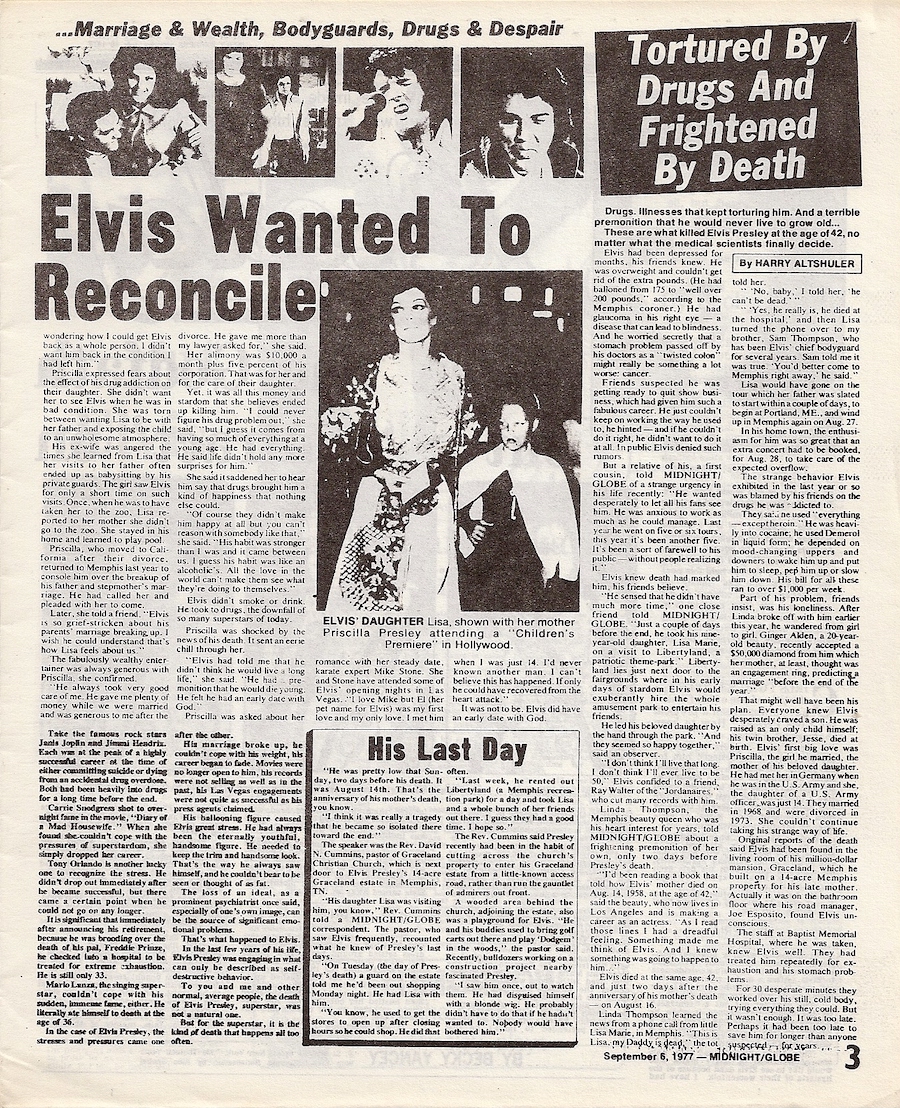 ...Marriage & Wealth, Bodyguards, Drugs & Despair
Elvis Wanted To
Reconcile
wondering how I could get Elvis
back as a whole person. I didn't
want him back in the condition I
had left him."
Priscilla expressed fears about
the effect of his drug addiction on
their daughter. She didn't want
her to see Elvis when he was in
bad condition. She was torn
between wanting Lisa to be with
her father and exposing the child
to an unwholesome atmosphere.
His ex-wife was angered the
times she learned from Lisa that
her visits to her father often
ended up as babysitting by his
private guards. The girl saw Elvis
for only a short time on such
visits. Once, when he was to have
taken her to the zoo, Lisa re-
ported to her mother she didn't
go to the zoo. She stayed in his
home and learned to play pool.
Priscilla, who moved to Cali-
fornia after their divorce,
returned to Memphis last year to
console him over the breakup of
his father and stepmother's mar-
riage. He had called her and
pleaded with her to come.
Later, she told a friend, "Elvis
is so grief-stricken about his
parents' marriage breaking up. I
wish he could understand that's
how Lisa feels about us."
The fabulously wealthy enter-
tainer was always generous with
Priscilla, she confirmed.
"He always took very good
care of me. He gave me plenty of
money while we were married
and was generous to me after the
divorce. He gave me more than
my lawyer asked for," she said.
Her alimony was $10,000 a
month plus five percent of his
corporation. That was for her and
for the care of their daughter.
Yet, it was all this money and
stardom that she believes ended
up killing him. "I could never
figure his drug problem out," she
said, "but I guess it comes from
having so much of everything at a
young age. He had everything.
He said life didn't hold any more
surprises for him."
She said it saddened her to hear
him say that drugs brought him a
kind of happiness that nothing
else could.
"Of course they didn't make
him happy at all but you can't
reason with somebody like that,"
she said. "His habit was stronger
than I was and it came between
us. I guess his habit was like an
alcoholic's. All the love in the
world can't make them see what
they're doing to themselves."
Elvis didn't smoke or drink.
He took to drugs, the downfall of
so many superstars of today.
Priscilla was shocked by the
news of his death. It sent an eerie
chill through her.
"Elvis had told me that he
didn't think he would live a long
life," she said. "He had a pre-
monition that he would die young.
He felt he had an early date with
God."
Priscilla was asked about her
ELVIS' DAUGHTER Lisa, shown with her mother
Priscilla Presley attending a "Children's
Premiere" in Hollywood.
romance with her steady date,
karate expert Mike Stone. She
and Stone have attended some of
Elvis' opening nights in Las
Vegas. "I love Mike but El (her
pet name for Elvis) was my first
love and my only love. I met him
when I was just 14. I'd never
known another man. I can't
believe this has happened. If only
he could have recovered from the
heart attack."
It was not to be. Elvis did have
an early date with God.
Take the famous rock stars
Janis Joplin and Jimmi Hendrix.
Each was at the peak of a highly
successful career at the time of
either committing suicide or dying
from an accidental drug overdose.
Both had been heavily into drugs
for a long time before the end.
Carrie Snodgress shot to over-
night fame in the movie, "Diary of
a Mad Housewife." When she
found she couldn't cope with the
pressures of superstardom, she
simply dropped her career.
Tony Orlando is another lucky
one to recognize the stress. He
didn't drop out immediately after
he became successful, but there
came a certain point when he
could not go on any longer.
It is significant that immediately
after announcing his retirement,
because he was brooding over the
death of his pal, Freddie Prinze,
he checked into a hospital to be
treated for extreme exhaustion.
He is still only 33.
Mario Lanza, the singing super-
star, couldn't cope with his
sudden, immense fame, either. He
literally ate himself to death at the
age of 36.
In the case of Elvis Presley, the
stresses and pressures came one
after the other.
His marriage broke up, he
couldn't cope with his weight, his
career began to fade. Movies were
no longer open to him, his records
were not selling as well as in the
past, his Las Vegas engagements
were not quite as successful as his
press agents claimed.
His ballooning figure caused
Elvis great stress. He had always
been the eternally youthful,
handsome figure. He needed to
keep the trim and handsome look.
That's the way he always saw
himself, and he couldn't bear to be
seen or thought of as fat.
The loss of an ideal, as a
prominent psychiatrist once said,
especially of one's own image, can
be the source of significant emo-
tional problems.
That's what happened to Elvis.
In the last few years of his life,
Elvis Presley was engaging in what
can only be described as self-
destructive behavior.
To you and me and other
normal, average people, the death
of Elvis Presley, superstar, was
not a natural one.
But for the superstar, it is the
kind of death that happens all too
often.
His Last Day
"He was pretty low that Sun-
day, two days before his death. It
was August 14th. That's the
anniversary of his mother's death,
you know.
"I think it was really a tragedy
that he became so isolated there
toward the end."
The speaker was the Rev. David
N. Cummins, pastor of Graceland
Christian Church, which is next
door to Elvis Presley's 14-acre
Graceland estate in Memphis,
TN.
"His daughter Lisa was visiting
him, you know," Rev. Cummins
told a MIDNIGHT/GLOBE
correspondent. The pastor, who
saw Elvis frequently, recounted
what he knew of Presley's last
days.
"On Tuesday (the day of Pres-
ley's death) a guard on the estate
told me he'd been out shopping
Monday night. He had Lisa with
him.
"You know, he used to get the
stores to open up after closing
hours so he could shop. He did that
often.
"Last week, he rented out
Libertyland (a Memphis recrea-
tion park) for a day and took Lisa
and a whole bunch of her friends
out there. I guess they had a good
time. I hope so."
The Rev. Cummins said Presley
recently had been in the habit of
cutting across the church's
property to enter his Graceland
estate from a little-known access
road, rather than run the gauntlet
of admirers out front.
A wooded area behind the
church, adjoining the estate, also
was a playground for Elvis. "He
and his buddies used to bring golf
carts out there and play 'Dodgem'
in the woods," the pastor said.
Recently, bulldozers working on a
construction project nearby
fascinated Presley.
"I saw him once, out to watch
them. He had disguised himself
with a blonde wig. He probably
didn't have to do that if he hadn't
wanted to. Nobody would have
bothered him."
Tortured By
Drugs And
Frightened
By Death
Drugs. Illnesses that kept torturing him. And a terrible
premonition that he would never live to grow old...
These are what killed Elvis Presley at the age of 42, no
matter what the medical scientists finally decide.
By HARRY ALTSHULER
Elvis had been depressed for
months, his friends knew. He
was overweight and couldn't get
rid of the extra pounds. (He had
balloned from 175 to "well over
200 pounds," according to the
Memphis coroner.) He had
glaucoma in his right eye — a
disease that can lead to blindness.
And he worried secretly that a
stomach problem passed off by
his doctors as a "twisted colon"
might really be something a lot
worse: cancer.
Friends suspected he was
getting ready to quit show busi-
ness, which had given him such a
fabulous career. He just couldn't
keep on working the way he used
to, he hinted — and if he couldn't
do it right, he didn't want to do it
at all. In public Elvis denied such
rumors.
But a relative of his, a first
cousin, told MIDNIGHT/
GLOBE of a strange urgency in
his life recently: "He wanted
desperately to let all his fans see
him. He was anxious to work as
much as he could manage. Last
year he went on five or six tours,
this year it's been another five.
It's been a sort of farewell to his
public — without people realizing
it."
Elvis knew death had marked
him, his friends believe.
"He sensed that he didn't have
much more time," one close
friend told MIDNIGHT/
GLOBE. "Just a couple of days
before the end, he took his nine-
year-old daughter, Lisa Marie,
on a visit to Libertyland, a
patriotic theme-park." Liberty-
land lies just next door to the
fairgrounds where in his early
days of stardom Elvis would
exuberantly hire the whole
amusement park to entertain his
friends.
He led his beloved daughter by
the hand through the park. "And
they seemed so happy together,"
said an observer.
"I don't think I'll live that long.
I don't think I'll ever live to be
50," Elvis confided to a friend,
Ray Walter of the "Jordanaires,"
who cut many records with him.
Linda Thompson, the
Memphis beauty queen who was
his heart interest for years, told
MIDNIGHT/GLOBE about a
frightening premonition of her
own, only two days before
Presley's death.
"I'd been reading a book that
told how Elvis' mother died on
Aug. 14, 1958, at the age of 42,"
said the beauty, who now lives in
Los Angeles and is making a
career as an actress. "As I read
those lines I had a dreadful
feeling. Something made me
think of Elvis. And I knew
something was going to happen to
him..."
Elvis died at the same age, 42,
and just two days after the
anniversary of his mother's death
— on August 16.
Linda Thompson learned the
news from a phone call from little
Lisa Marie, in Memphis. "This is
Lisa, my Daddy is dead," the tot
told her.
"'No, baby,' I told her, 'he
can't be dead.'"
"'Yes, he really is, he died at
the hospital,' and then Lisa
turned the phone over to my
brother, Sam Thompson, who
has been Elvis' chief bodyguard
for several years. Sam told me it
was true. 'You'd better come to
Memphis right away,' he said."
Lisa would have gone on the
tour which her father was slated
to start within a couple of days, to
begin at Portland, ME., and wind
up in Memphis again on Aug. 27.
In his home town, the enthusi-
asm for him was so great that an
extra concert had to be booked,
for Aug. 28, to take care of the
expected overflow.
The strange behavior Elvis
exhibited in the last year or so
was blamed by his friends on the
drugs he was addicted to.
They said he used "everything
— except heroin." He was heavi-
ly into cocaine; he used Demerol
in liquid form; he depended on
mood-changing uppers and
downers to wake him up and put
him to sleep, pep him up or slow
him down. His bill for all these
ran to over $1,000 per week.
Part of his problem, friends
insist, was his loneliness. After
Linda broke off with him earlier
this year, he wandered from girl
to girl. Ginger Alden, a 20-year-
old beauty, recently accepted a
$50,000 diamond from him which
her mother, at least, thought was
an engagement ring, predicting a
marriage "before the end of the
year."
That might well have been his
plan. Everyone knew Elvis
desperately craved a son. He was
raised as an only child himself;
his twin brother, Jesse, died at
birth. Elvis' first big love was
Priscilla, the girl he married, the
mother of his beloved daughter.
He had met her in Germany when
he was in the U.S. Army and she,
the daughter of a U.S. Army
officer, was just 14. They married
in 1968 and were divorced in
1973. She couldn't continue
taking his strange way of life.
Original reports of the death
said Elvis had been found in the
living room of his million-dollar
mansion, Graceland, which he
built on a 14-acre Memphis
property for his late mother.
Actually it was on the bathroom
floor where his road manager,
Joe Esposito, found Elvis un-
conscious.
The staff at Baptist Memorial
Hospital, where he was taken,
knew Elvis well. They had
treated him repeatedly for ex-
haustion and his stomach prob-
lems.
For 30 desperate minutes they
worked over his still, cold body,
trying everything they could. But
it wasn't enough. It was too late.
Perhaps it had been too late to
save him for longer than anyone
suspected ... for years.
September 6, 1977 — MIDNIGHT/GLOBE 3